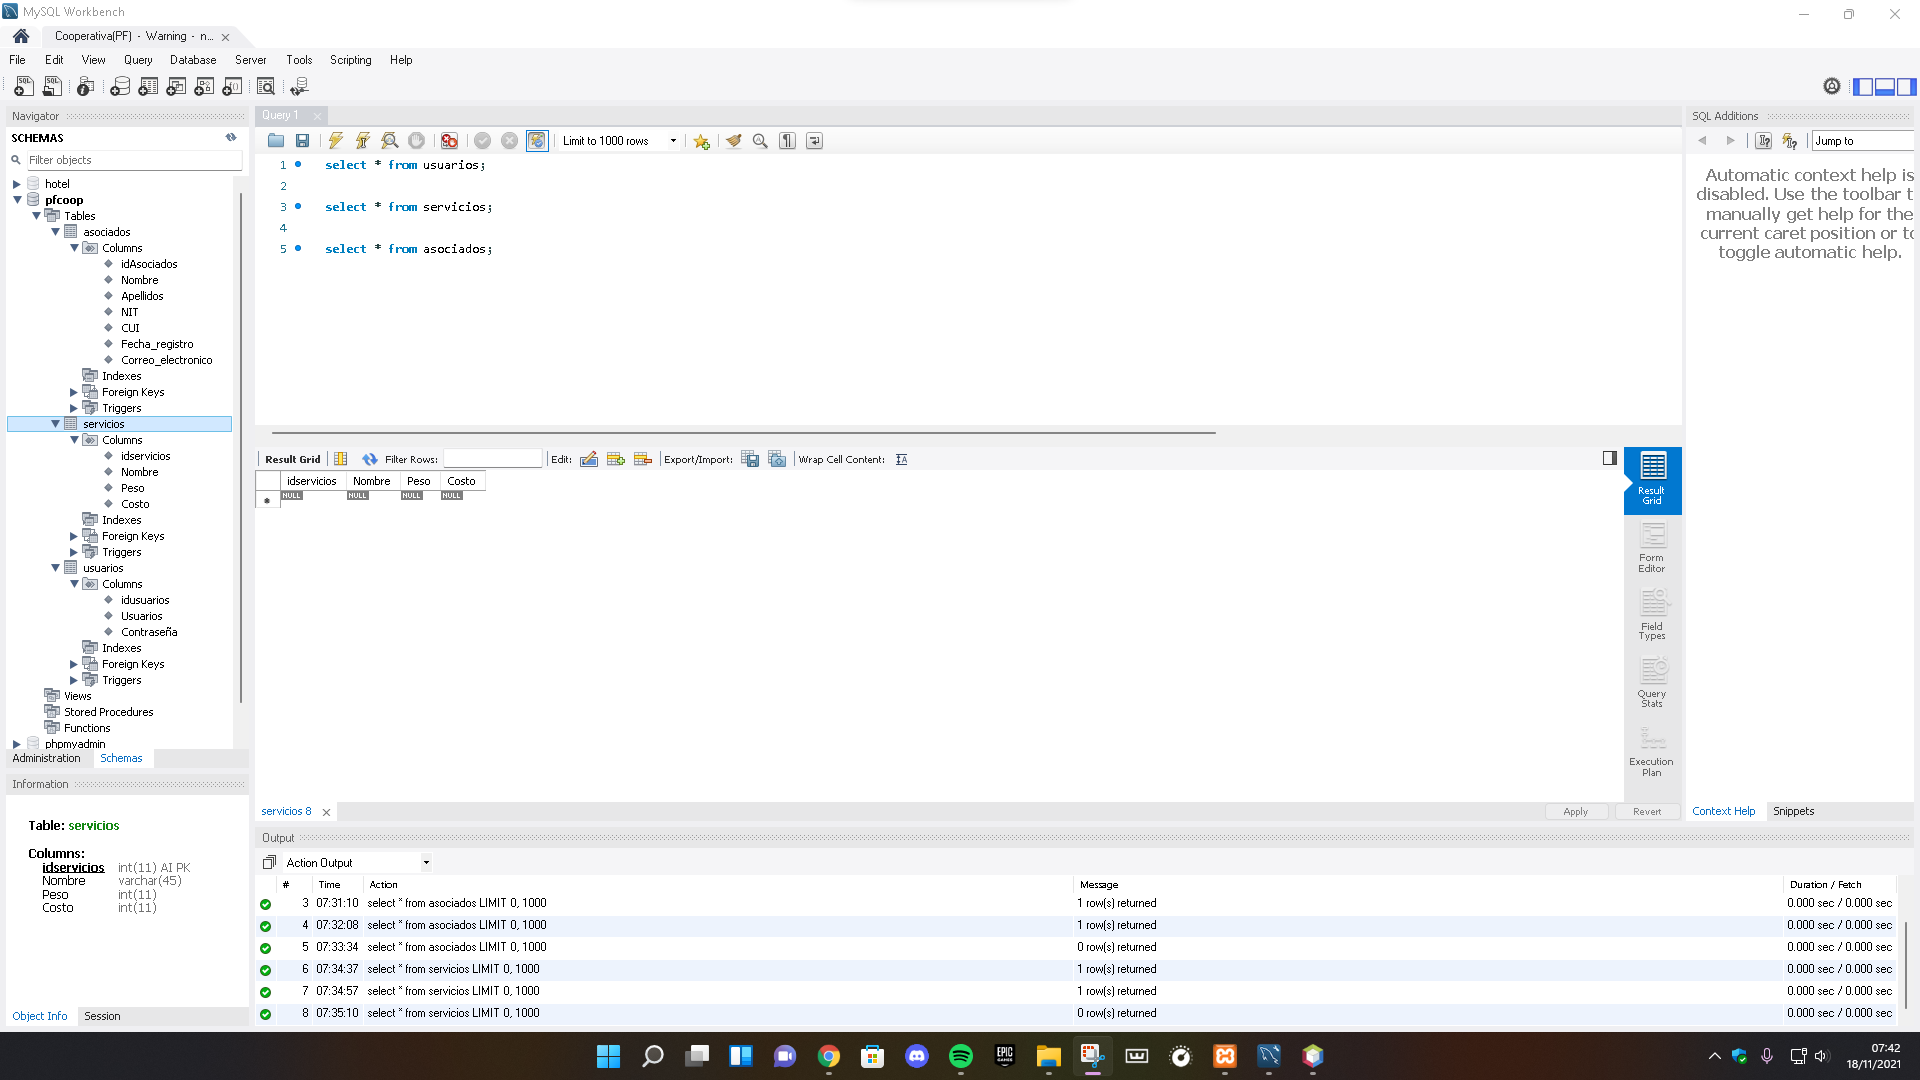 MySQL Workbench
Cooperativa(PF) - Warning - n...
File Edit View Query Database Server Tools Scripting Help
Navigator
SCHEMAS
Filter objects
hotel
pfcoop
Tables
asociados
Columns
idAsociados
Nombre
Apellidos
NIT
CUI
Fecha_registro
Correo_electronico
Indexes
Foreign Keys
Triggers
servicios
Columns
idservicios
Nombre
Peso
Costo
Indexes
Foreign Keys
Triggers
usuarios
Columns
idusuarios
Usuarios
Contraseña
Indexes
Foreign Keys
Triggers
Views
Stored Procedures
Functions
phpmyadmin
Administration Schemas
Information
Table: servicios
Columns:
idservicios int(11) AI PK
Nombre varchar(45)
Peso int(11)
Costo int(11)
Object Info Session
Query 1
Limit to 1000 rows
1 select * from usuarios;
2
3 select * from servicios;
4
5 select * from asociados;
Result Grid Filter Rows: Edit: Export/Import: Wrap Cell Content:
idservicios Nombre Peso Costo
NULL NULL NULL NULL
Result Grid
Form Editor
Field Types
Query Stats
Execution Plan
servicios 8
Apply Revert
Output
Action Output
# Time Action Message Duration / Fetch
3 07:31:10 select * from asociados LIMIT 0, 1000 1 row(s) returned 0.000 sec / 0.000 sec
4 07:32:08 select * from asociados LIMIT 0, 1000 1 row(s) returned 0.000 sec / 0.000 sec
5 07:33:34 select * from asociados LIMIT 0, 1000 0 row(s) returned 0.000 sec / 0.000 sec
6 07:34:37 select * from servicios LIMIT 0, 1000 1 row(s) returned 0.000 sec / 0.000 sec
7 07:34:57 select * from servicios LIMIT 0, 1000 1 row(s) returned 0.000 sec / 0.000 sec
8 07:35:10 select * from servicios LIMIT 0, 1000 0 row(s) returned 0.000 sec / 0.000 sec
SQL Additions
Jump to
Automatic context help is
disabled. Use the toolbar t
manually get help for the
current caret position or to
toggle automatic help.
Context Help Snippets
EPIC GAMES
07:42
18/11/2021